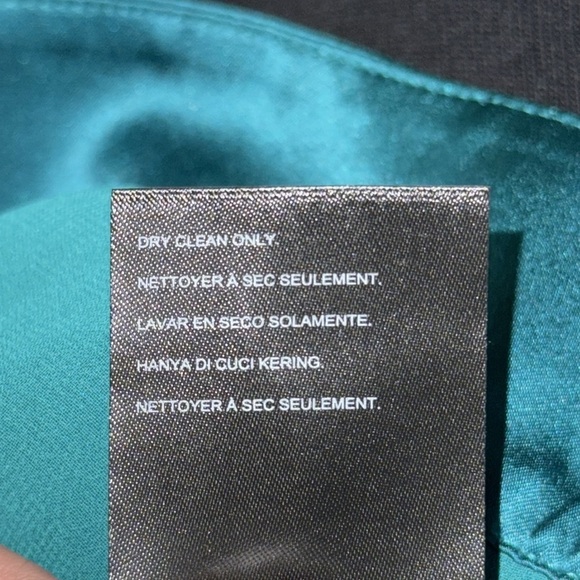 DRY CLEAN ONLY.
NETTOYER À SEC SEULEMENT.
LAVAR EN SECO SOLAMENTE.
HANYA DI CUCI KERING.
NETTOYER À SEC SEULEMENT.